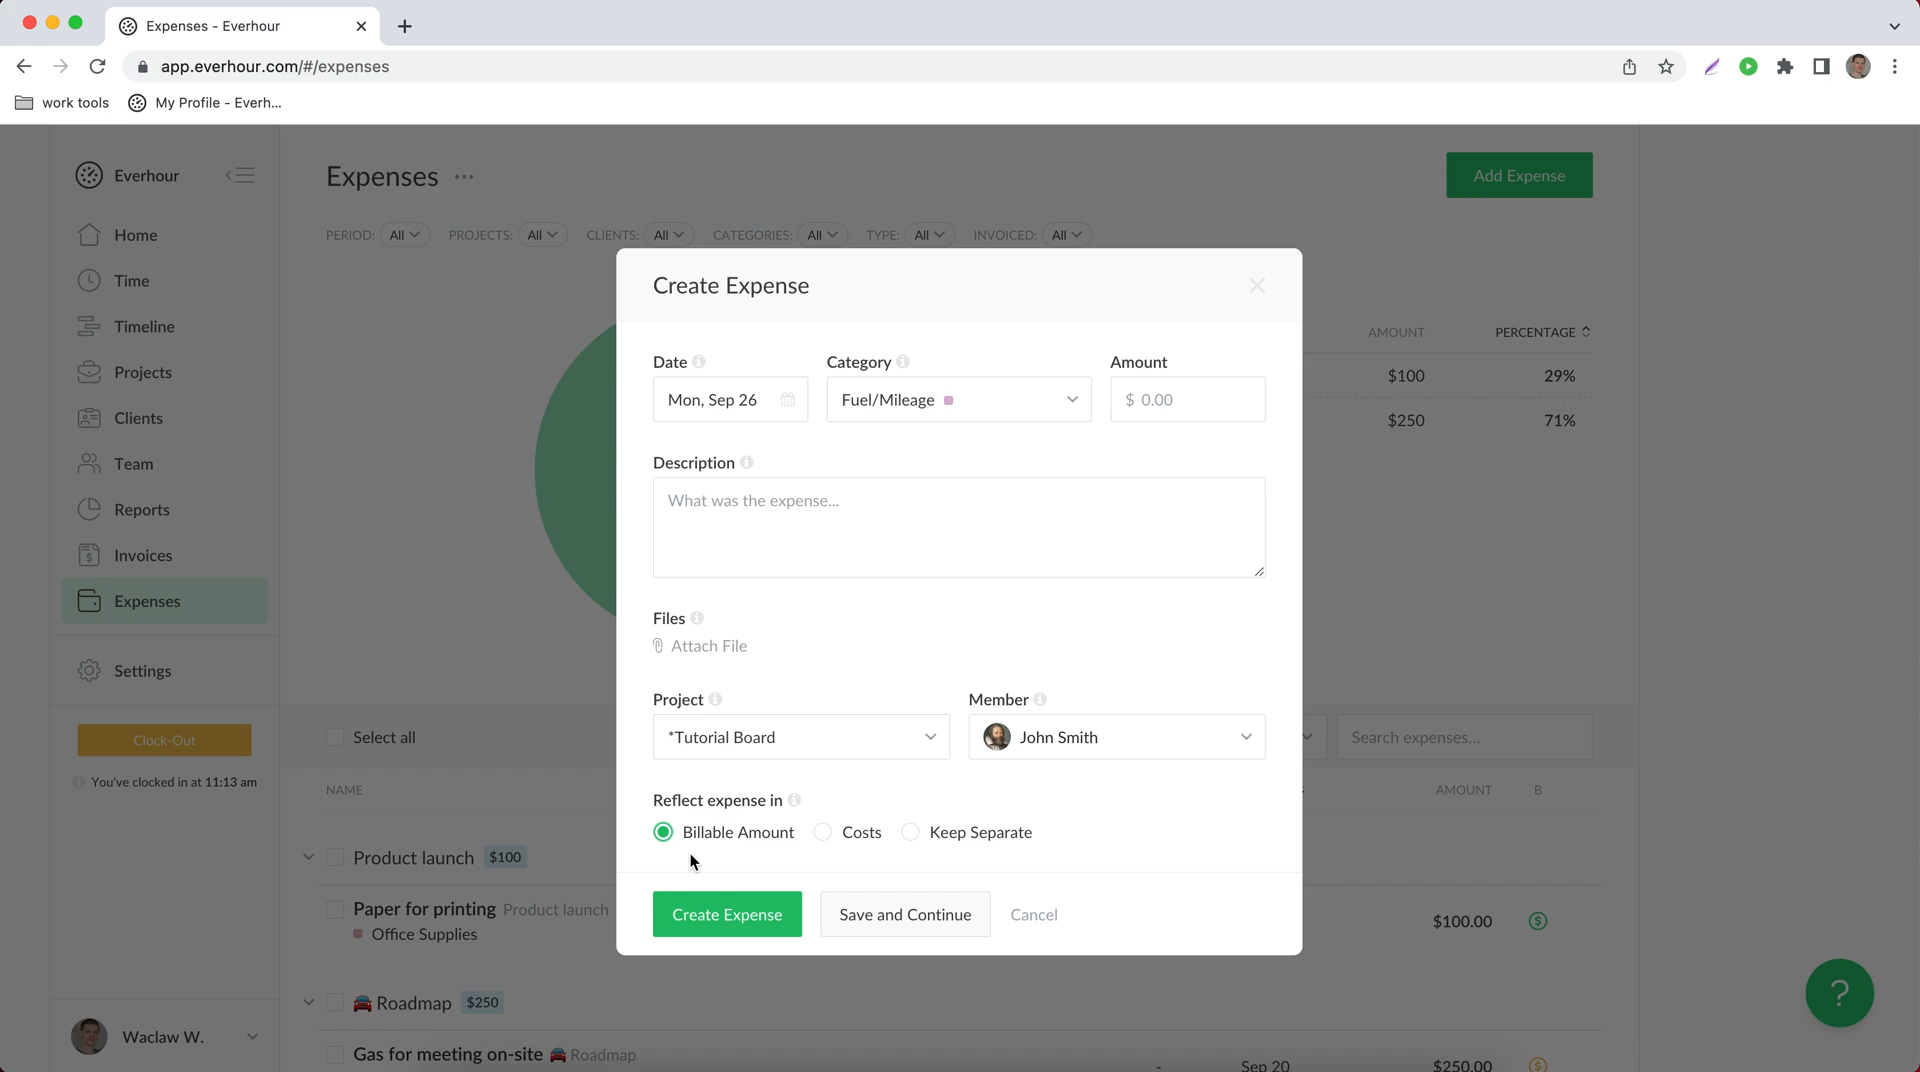 Expenses - Everhour
app.everhour.com/#/expenses
work tools
My Profile - Everh...
Everhour
Home
Time
Timeline
Projects
Clients
Team
Reports
Invoices
Expenses
Settings
Clock-Out
You've clocked in at 11:13 am
Waclaw W.
Expenses
Add Expense
PERIOD: All PROJECTS: All CLIENTS: All CATEGORIES: All TYPE: All INVOICED: All
AMOUNT PERCENTAGE
$100 29%
$250 71%
Select all
Search expenses...
NAME AMOUNT B
Product launch $100
Paper for printing Product launch
Office Supplies
$100.00
Roadmap $250
Gas for meeting on-site Roadmap
- Sep 20 $250.00
Create Expense
Date Category Amount
Mon, Sep 26 Fuel/Mileage $ 0.00
Description
What was the expense...
Files
Attach File
Project Member
*Tutorial Board John Smith
Reflect expense in
Billable Amount Costs Keep Separate
Create Expense Save and Continue Cancel
?